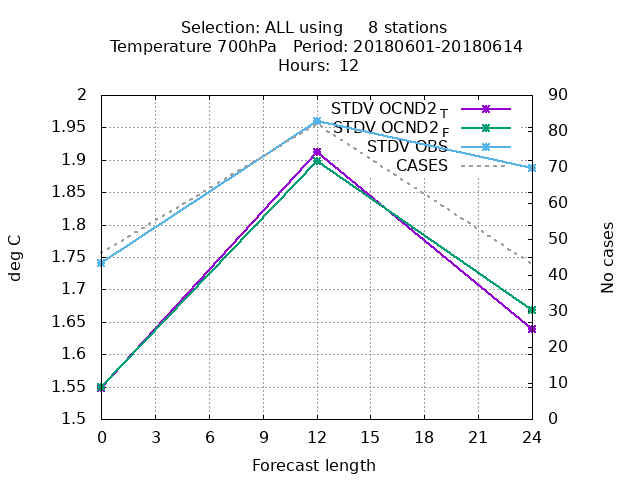 Selection: ALL using     8 stations
Temperature 700hPa   Period: 20180601-20180614
Hours:  12
2
1.95
1.9
1.85
1.8
1.75
1.7
1.65
1.6
1.55
1.5
90
80
70
60
50
40
30
20
10
0
STDV OCND2 T
STDV OCND2 F
STDV OBS
CASES
0 3 6 9 12 15 18 21 24
deg C
No cases
Forecast length